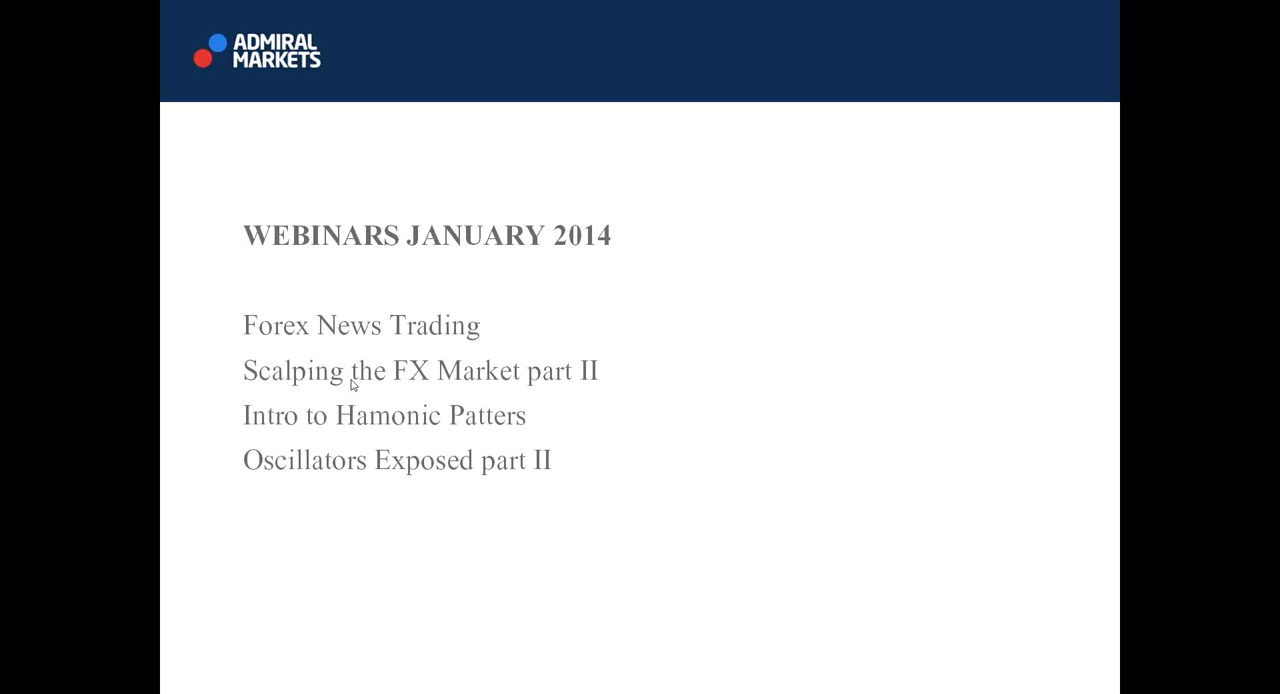 ADMIRAL
MARKETS
WEBINARS JANUARY 2014
Forex News Trading
Scalping the FX Market part II
Intro to Hamonic Patters
Oscillators Exposed part II